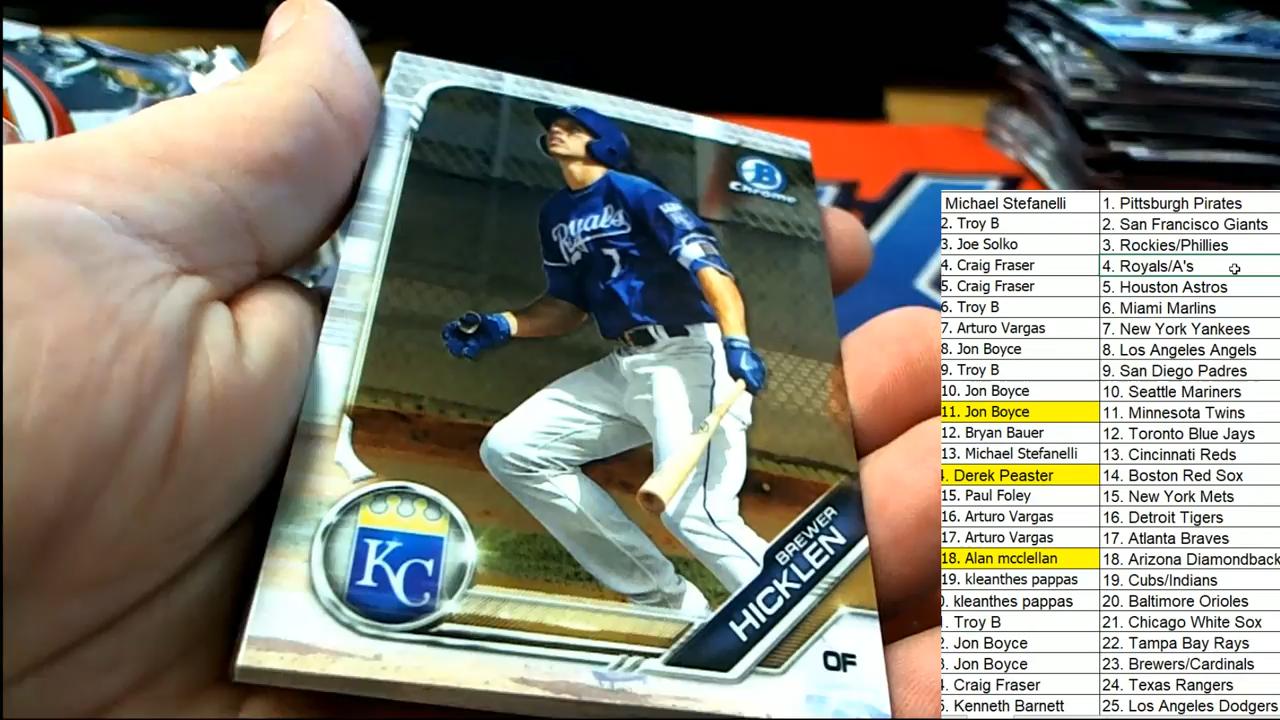 B
CHROME
Royals
7
KC
BREWER
HICKLEN
OF
Michael Stefanelli 1. Pittsburgh Pirates
2. Troy B 2. San Francisco Giants
3. Joe Solko 3. Rockies/Phillies
4. Craig Fraser 4. Royals/A's
5. Craig Fraser 5. Houston Astros
6. Troy B 6. Miami Marlins
7. Arturo Vargas 7. New York Yankees
8. Jon Boyce 8. Los Angeles Angels
9. Troy B 9. San Diego Padres
10. Jon Boyce 10. Seattle Mariners
11. Jon Boyce 11. Minnesota Twins
12. Bryan Bauer 12. Toronto Blue Jays
13. Michael Stefanelli 13. Cincinnati Reds
4. Derek Peaster 14. Boston Red Sox
15. Paul Foley 15. New York Mets
16. Arturo Vargas 16. Detroit Tigers
17. Arturo Vargas 17. Atlanta Braves
18. Alan mcclellan 18. Arizona Diamondback
19. kleanthes pappas 19. Cubs/Indians
0. kleanthes pappas 20. Baltimore Orioles
1. Troy B 21. Chicago White Sox
2. Jon Boyce 22. Tampa Bay Rays
3. Jon Boyce 23. Brewers/Cardinals
4. Craig Fraser 24. Texas Rangers
5. Kenneth Barnett 25. Los Angeles Dodgers